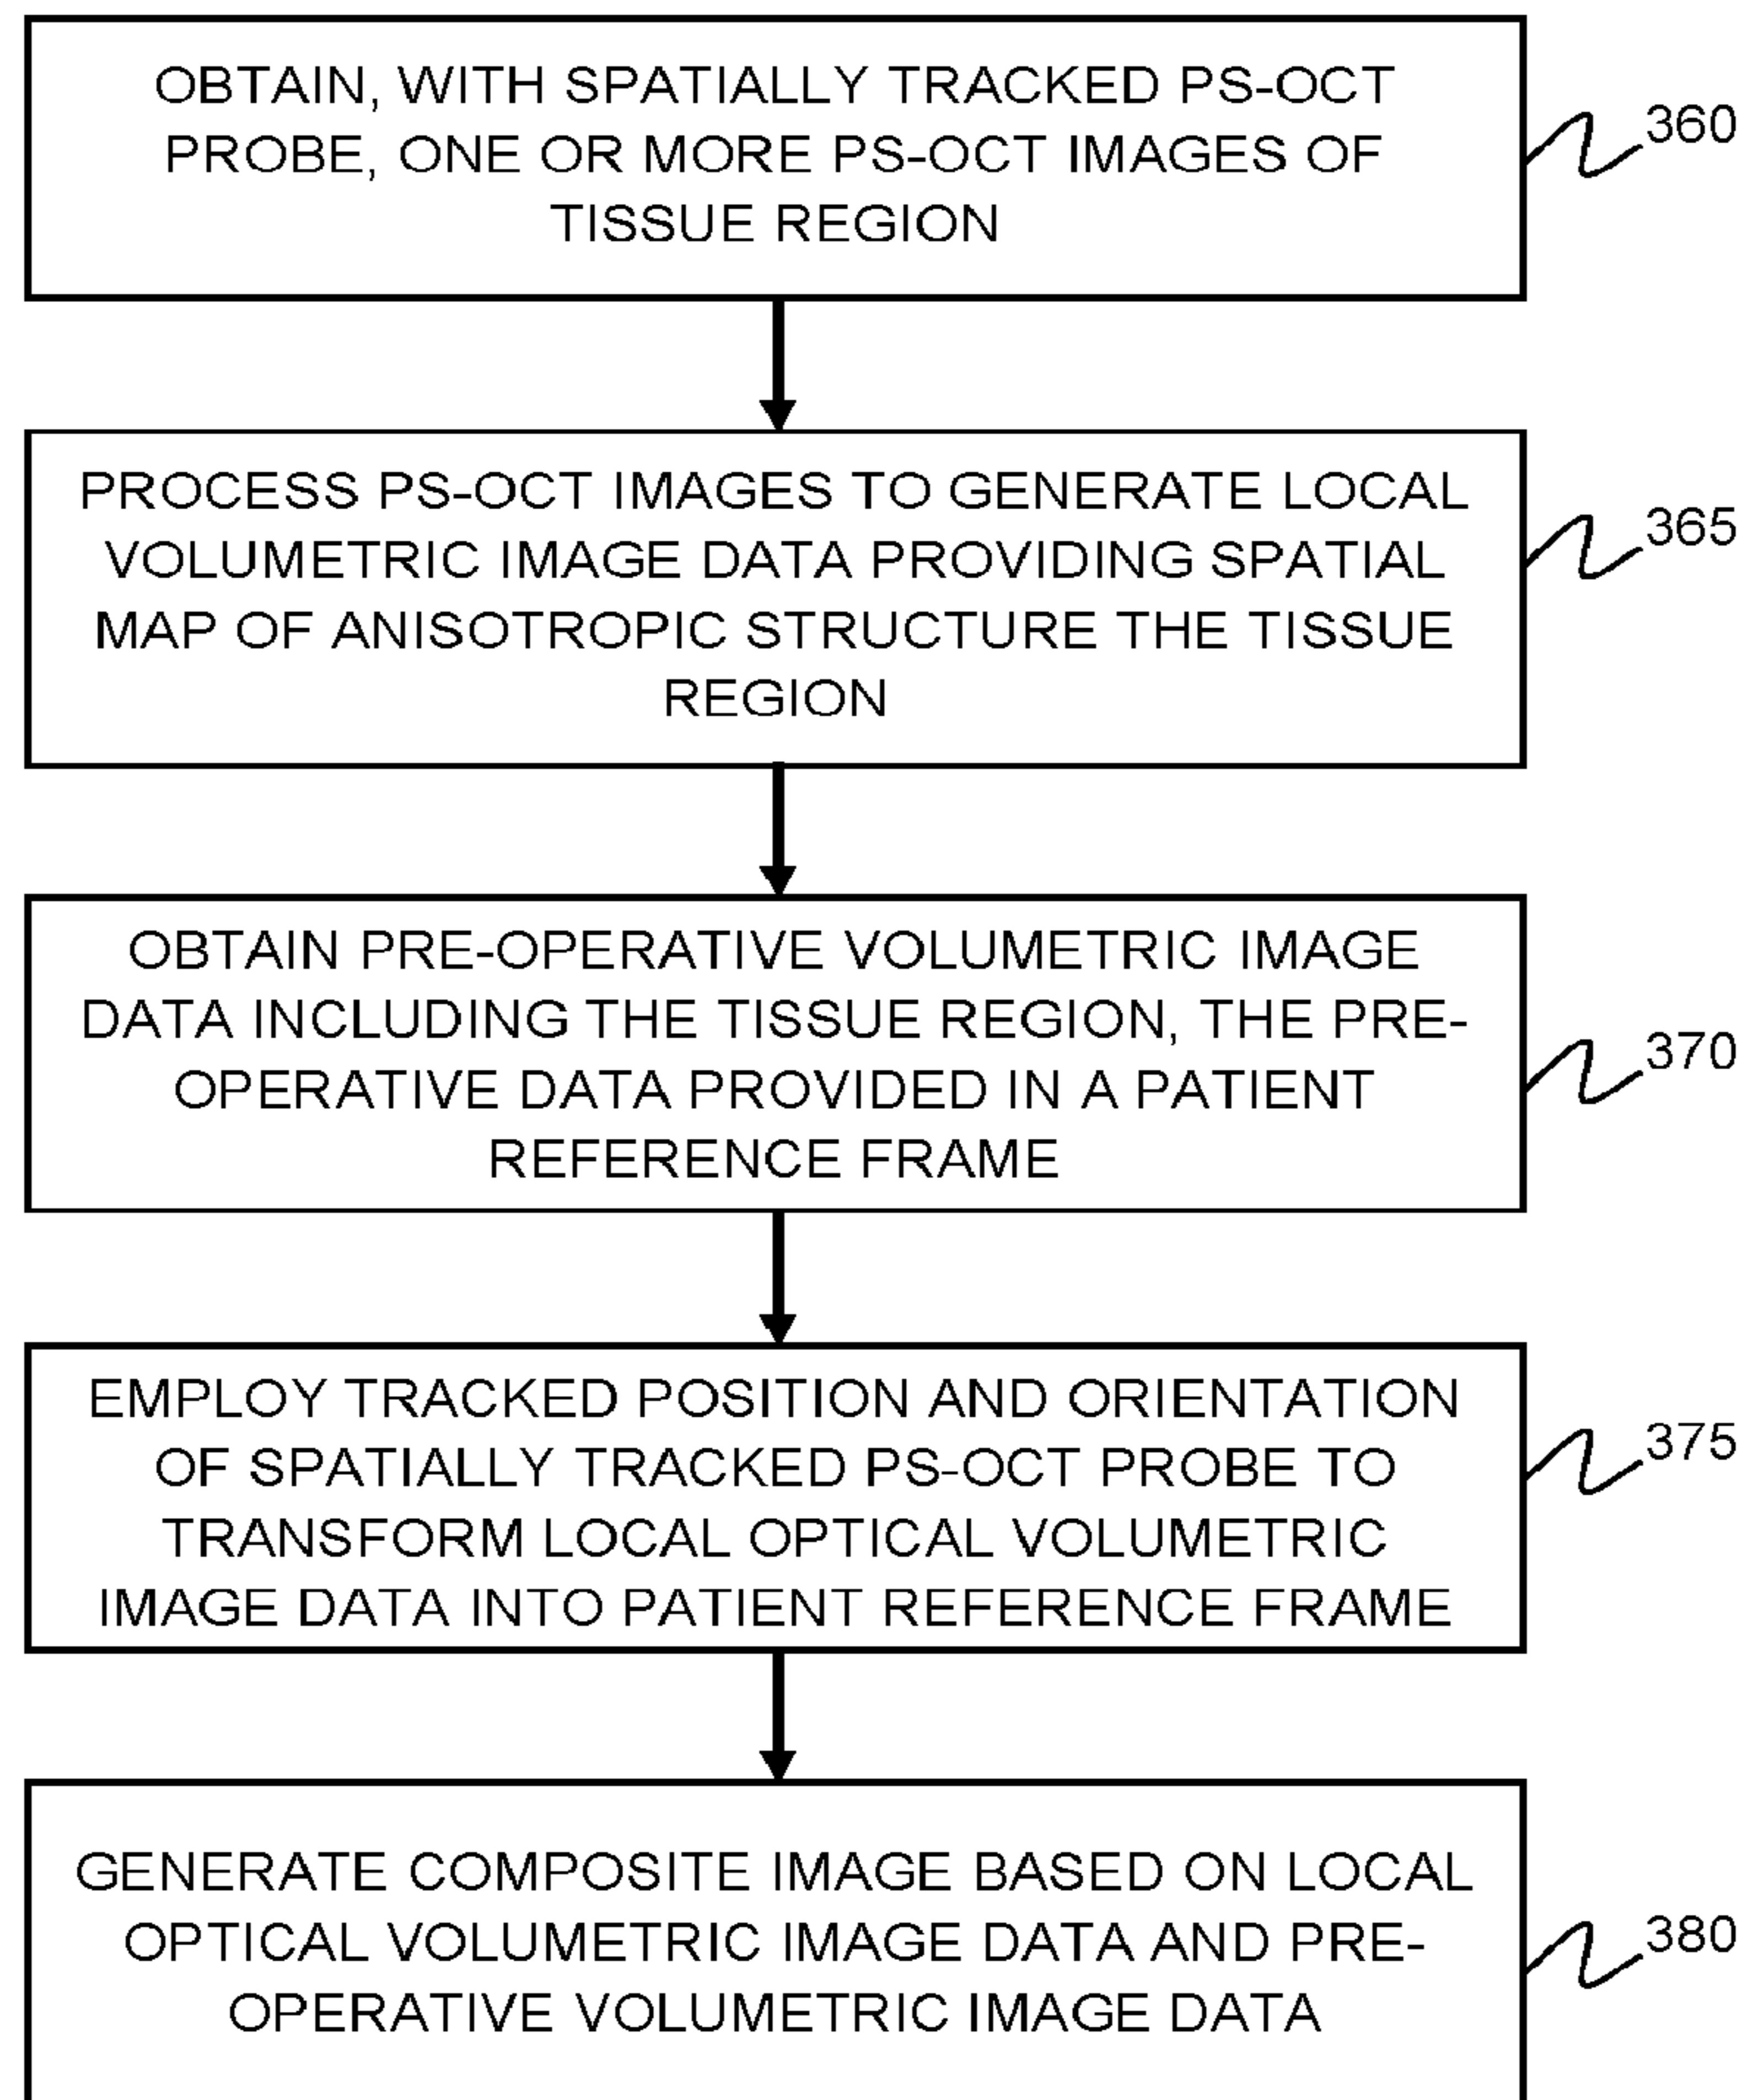 OBTAIN, WITH SPATIALLY TRACKED PS-OCT
PROBE, ONE OR MORE PS-OCT IMAGES OF
TISSUE REGION
360
PROCESS PS-OCT IMAGES TO GENERATE LOCAL
VOLUMETRIC IMAGE DATA PROVIDING SPATIAL
MAP OF ANISOTROPIC STRUCTURE THE TISSUE
REGION
365
OBTAIN PRE-OPERATIVE VOLUMETRIC IMAGE
DATA INCLUDING THE TISSUE REGION, THE PRE-
OPERATIVE DATA PROVIDED IN A PATIENT
REFERENCE FRAME
370
EMPLOY TRACKED POSITION AND ORIENTATION
OF SPATIALLY TRACKED PS-OCT PROBE TO
TRANSFORM LOCAL OPTICAL VOLUMETRIC
IMAGE DATA INTO PATIENT REFERENCE FRAME
375
GENERATE COMPOSITE IMAGE BASED ON LOCAL
OPTICAL VOLUMETRIC IMAGE DATA AND PRE-
OPERATIVE VOLUMETRIC IMAGE DATA
380